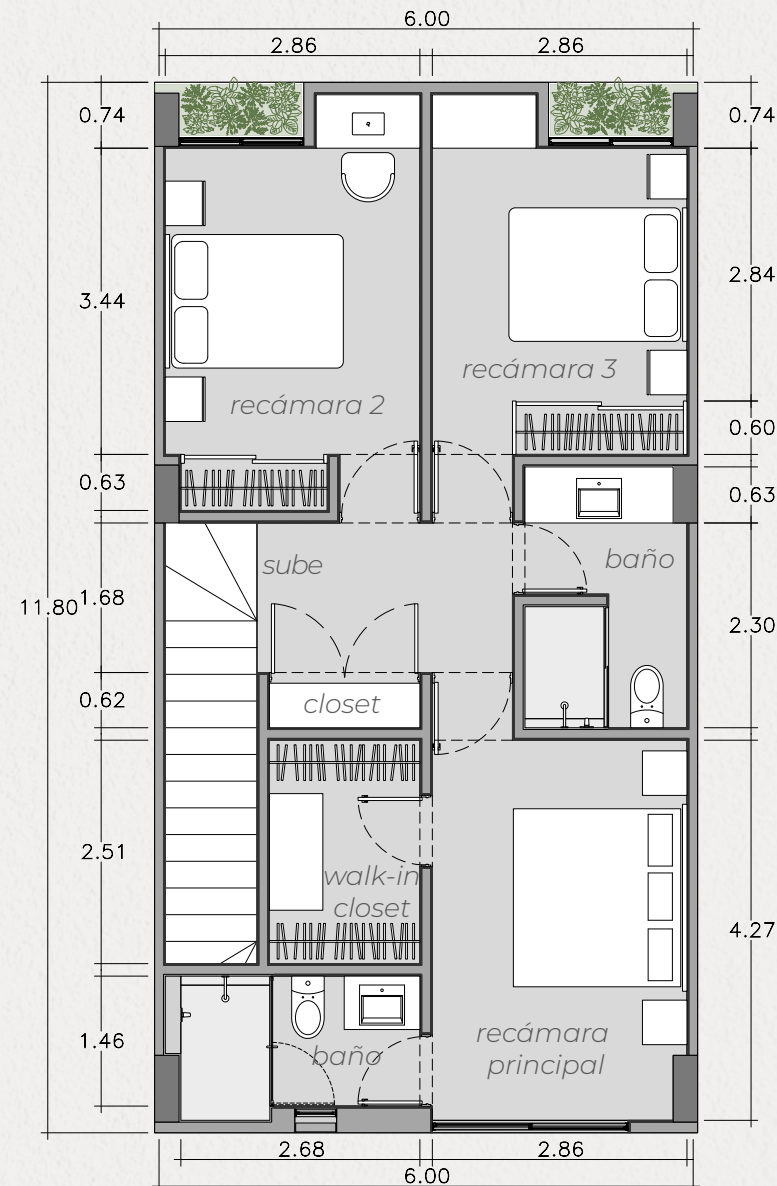 6.00
2.86
2.86
0.74
0.74
3.44
2.84
recámara 3
recámara 2
0.60
0.63
0.63
sube
baño
11.80
1.68
2.30
0.62
closet
2.51
walk-in
closet
4.27
1.46
baño
recámara
principal
2.68
2.86
6.00